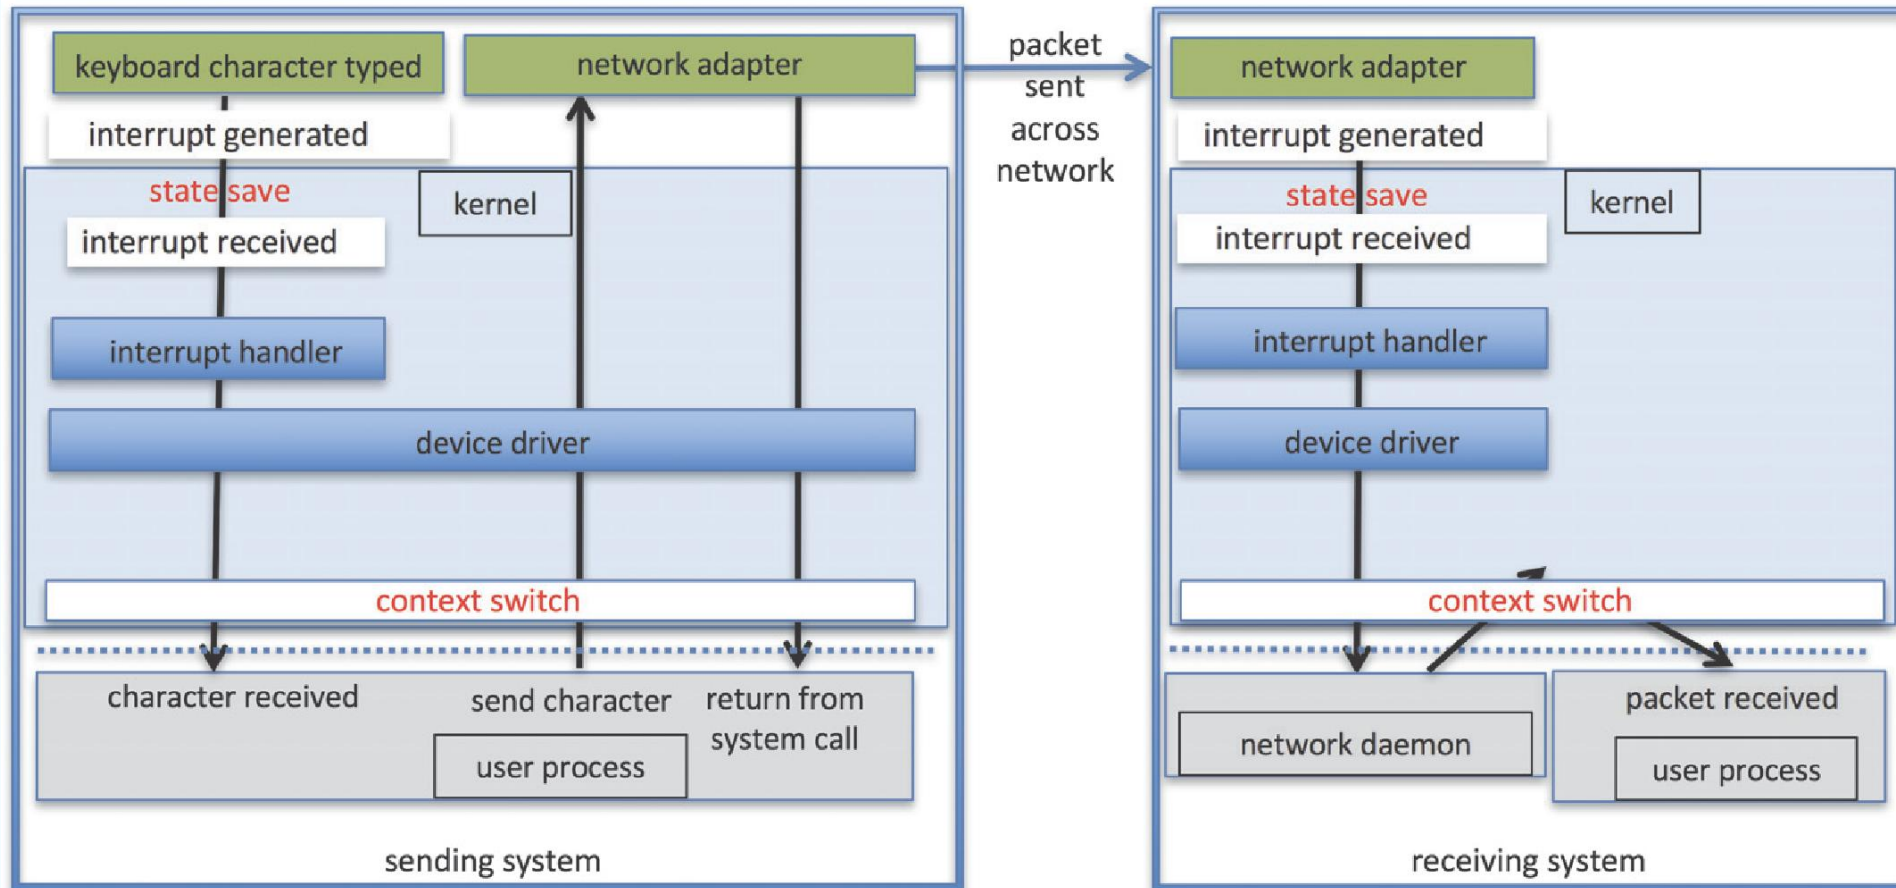 keyboard character typed
network adapter
interrupt generated
state save
kernel
interrupt received
interrupt handler
device driver
context switch
character received
send character
return from
system call
user process
sending system
packet
sent
across
network
network adapter
interrupt generated
state save
kernel
interrupt received
interrupt handler
device driver
context switch
network daemon
packet received
user process
receiving system